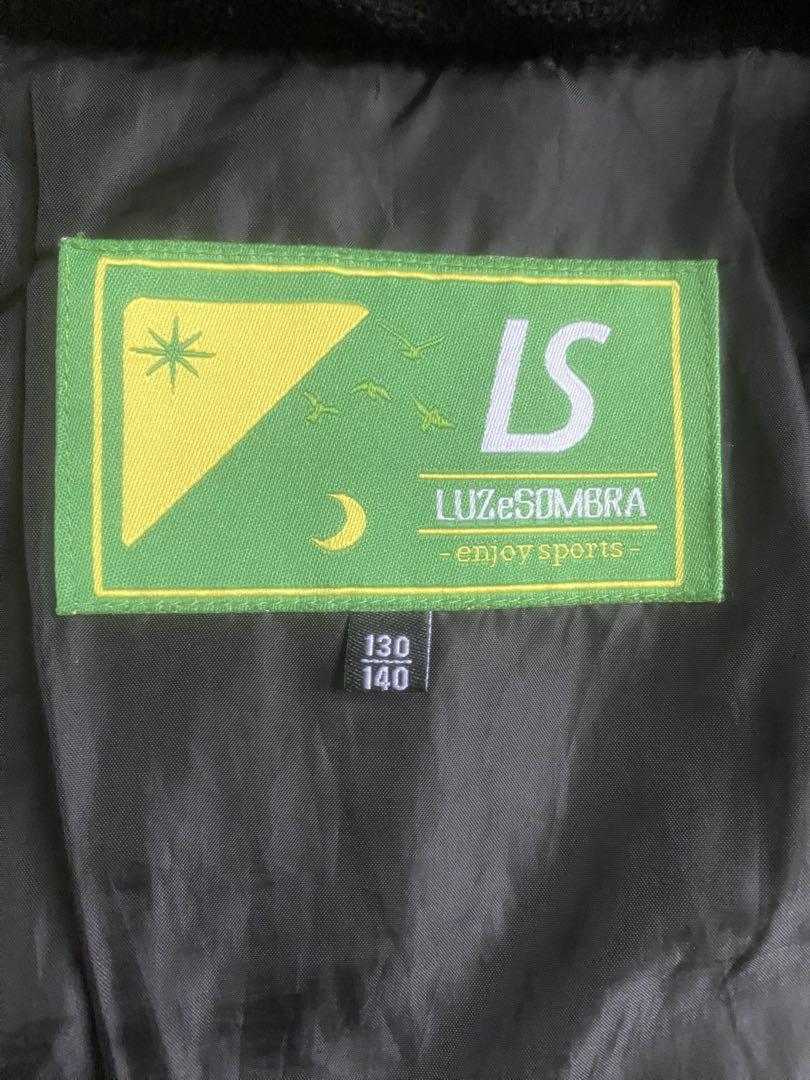 LS
LUZeSOMBRA
-enjoy sports-
130
140